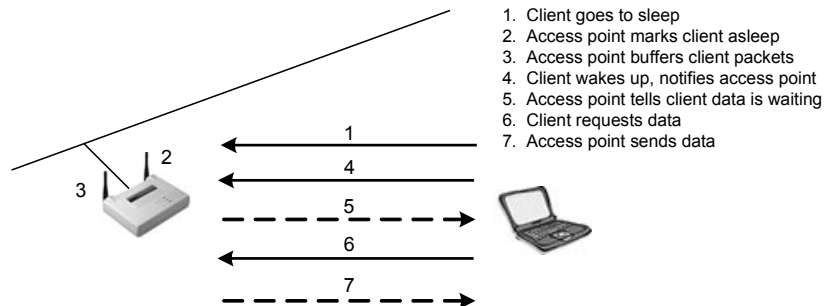 1. Client goes to sleep
2. Access point marks client asleep
3. Access point buffers client packets
4. Client wakes up, notifies access point
5. Access point tells client data is waiting
6. Client requests data
7. Access point sends data
1
2
3
4
5
6
7